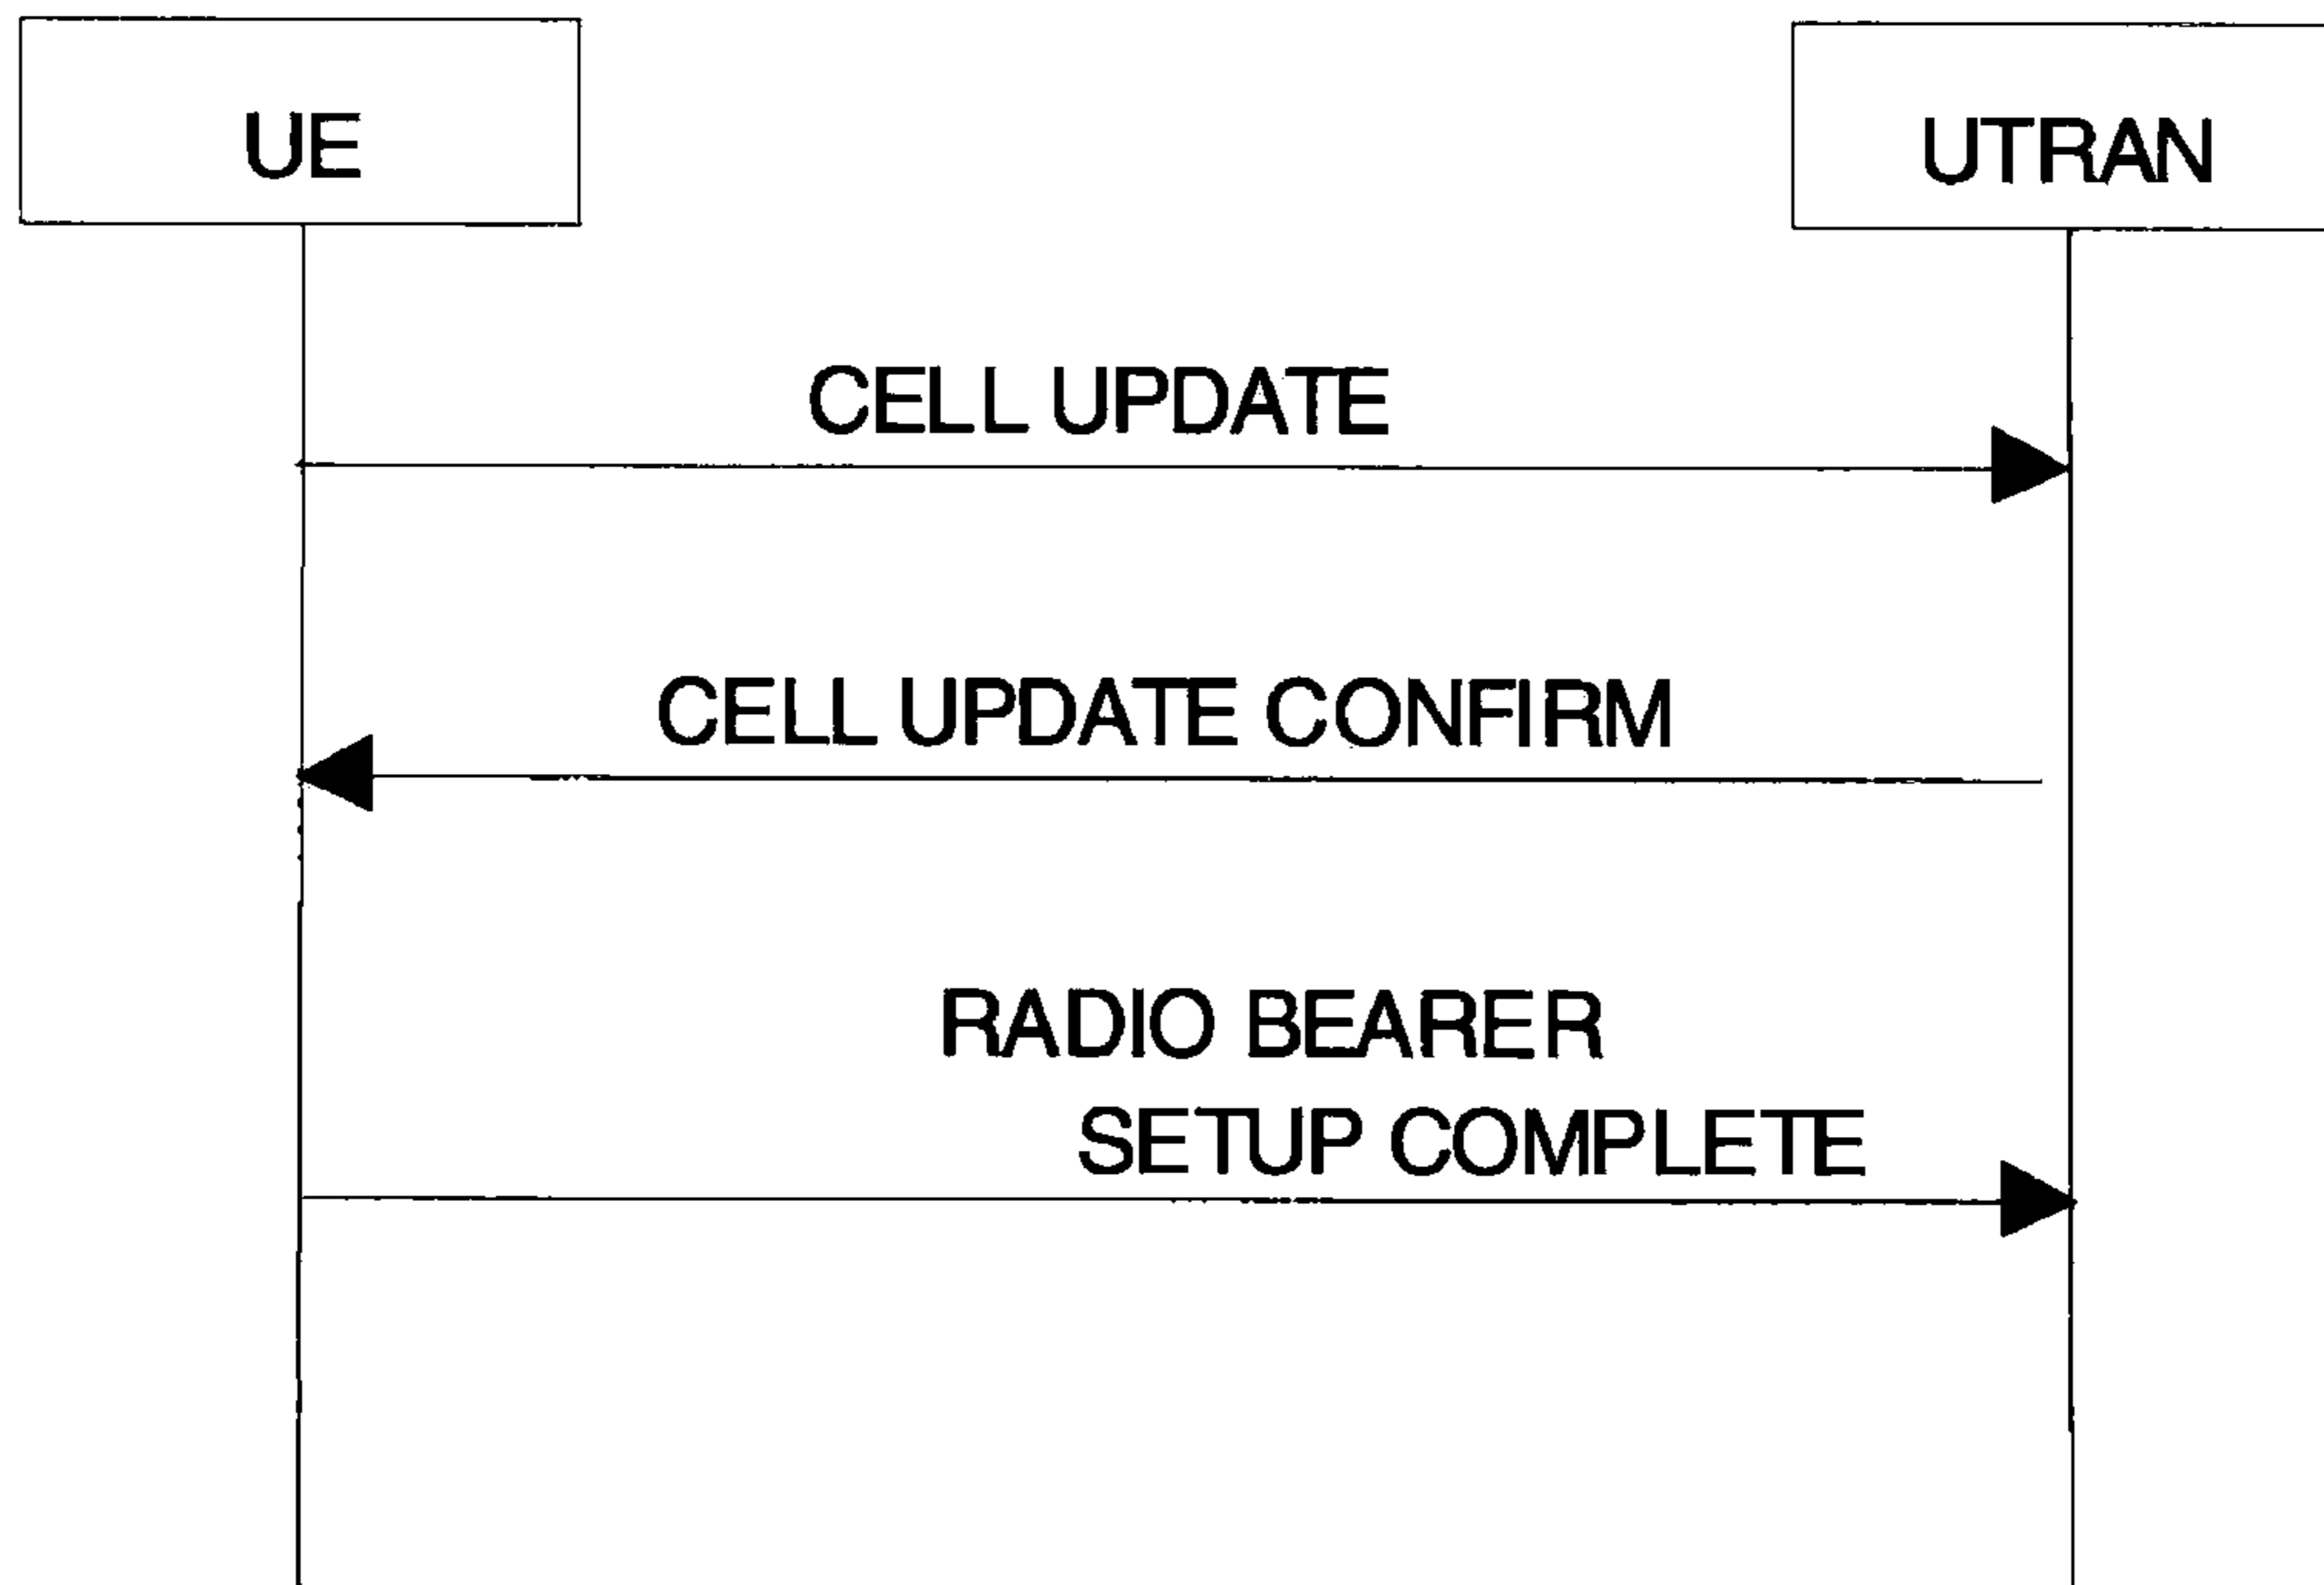 UE
UTRAN
CELL UPDATE
CELL UPDATE CONFIRM
RADIO BEARER
SETUP COMPLETE